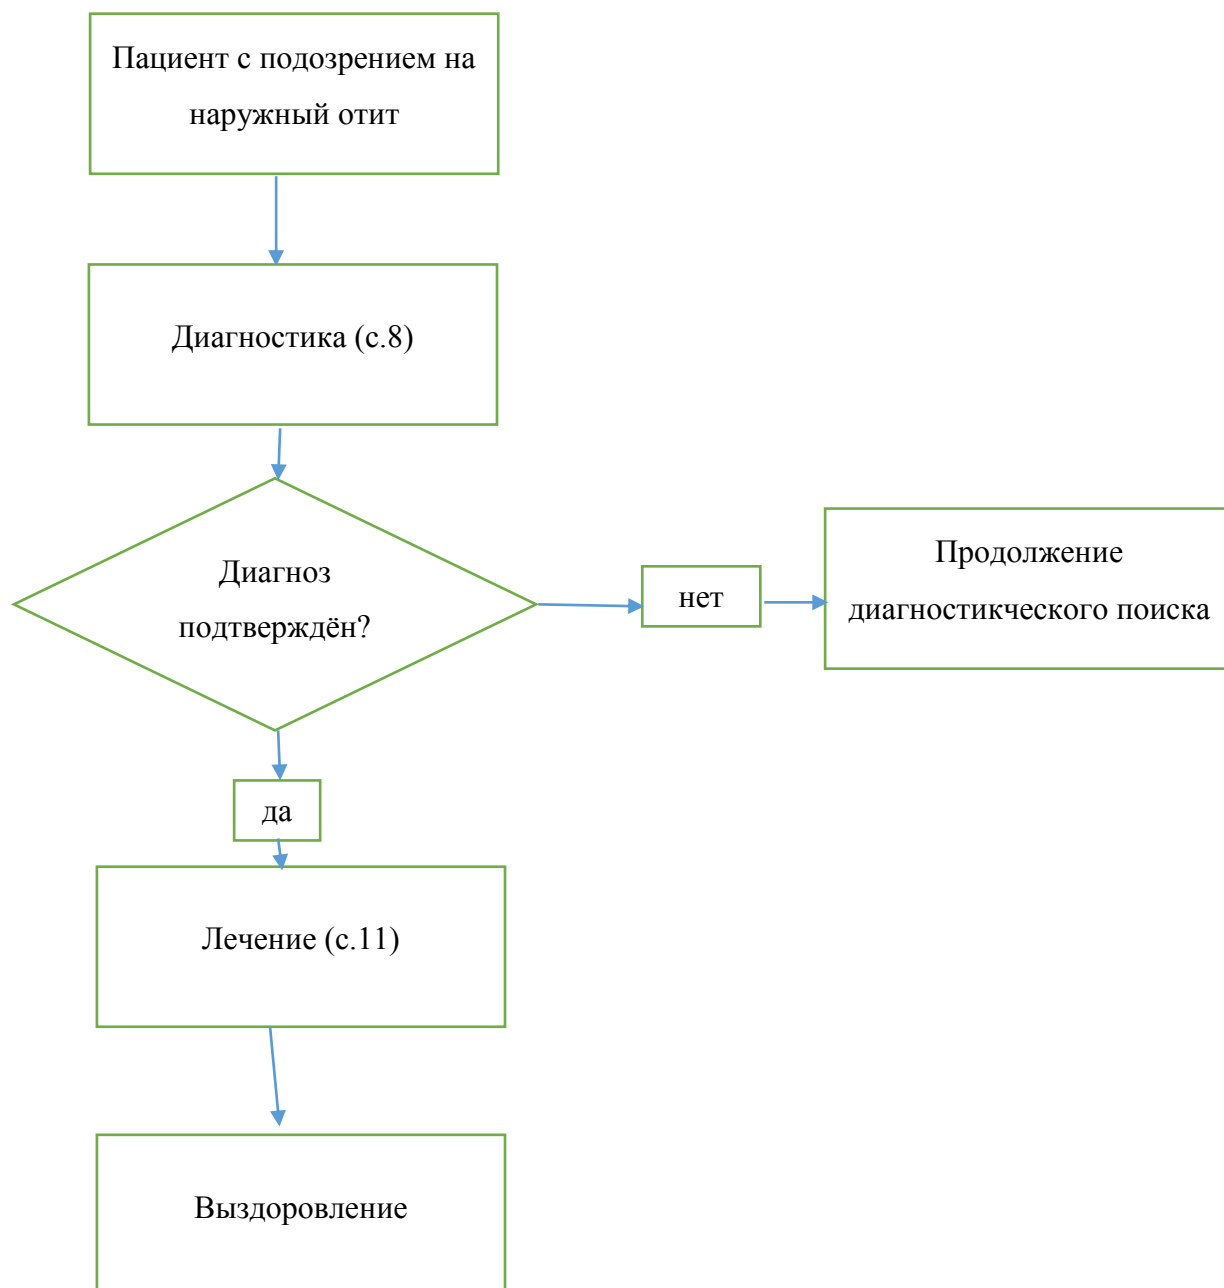 Пациент с подозрением на
наружный отит
Диагностика (с.8)
Диагноз
подтверждён?
нет
Продолжение
диагностикческого поиска
да
Лечение (с.11)
Выздоровление